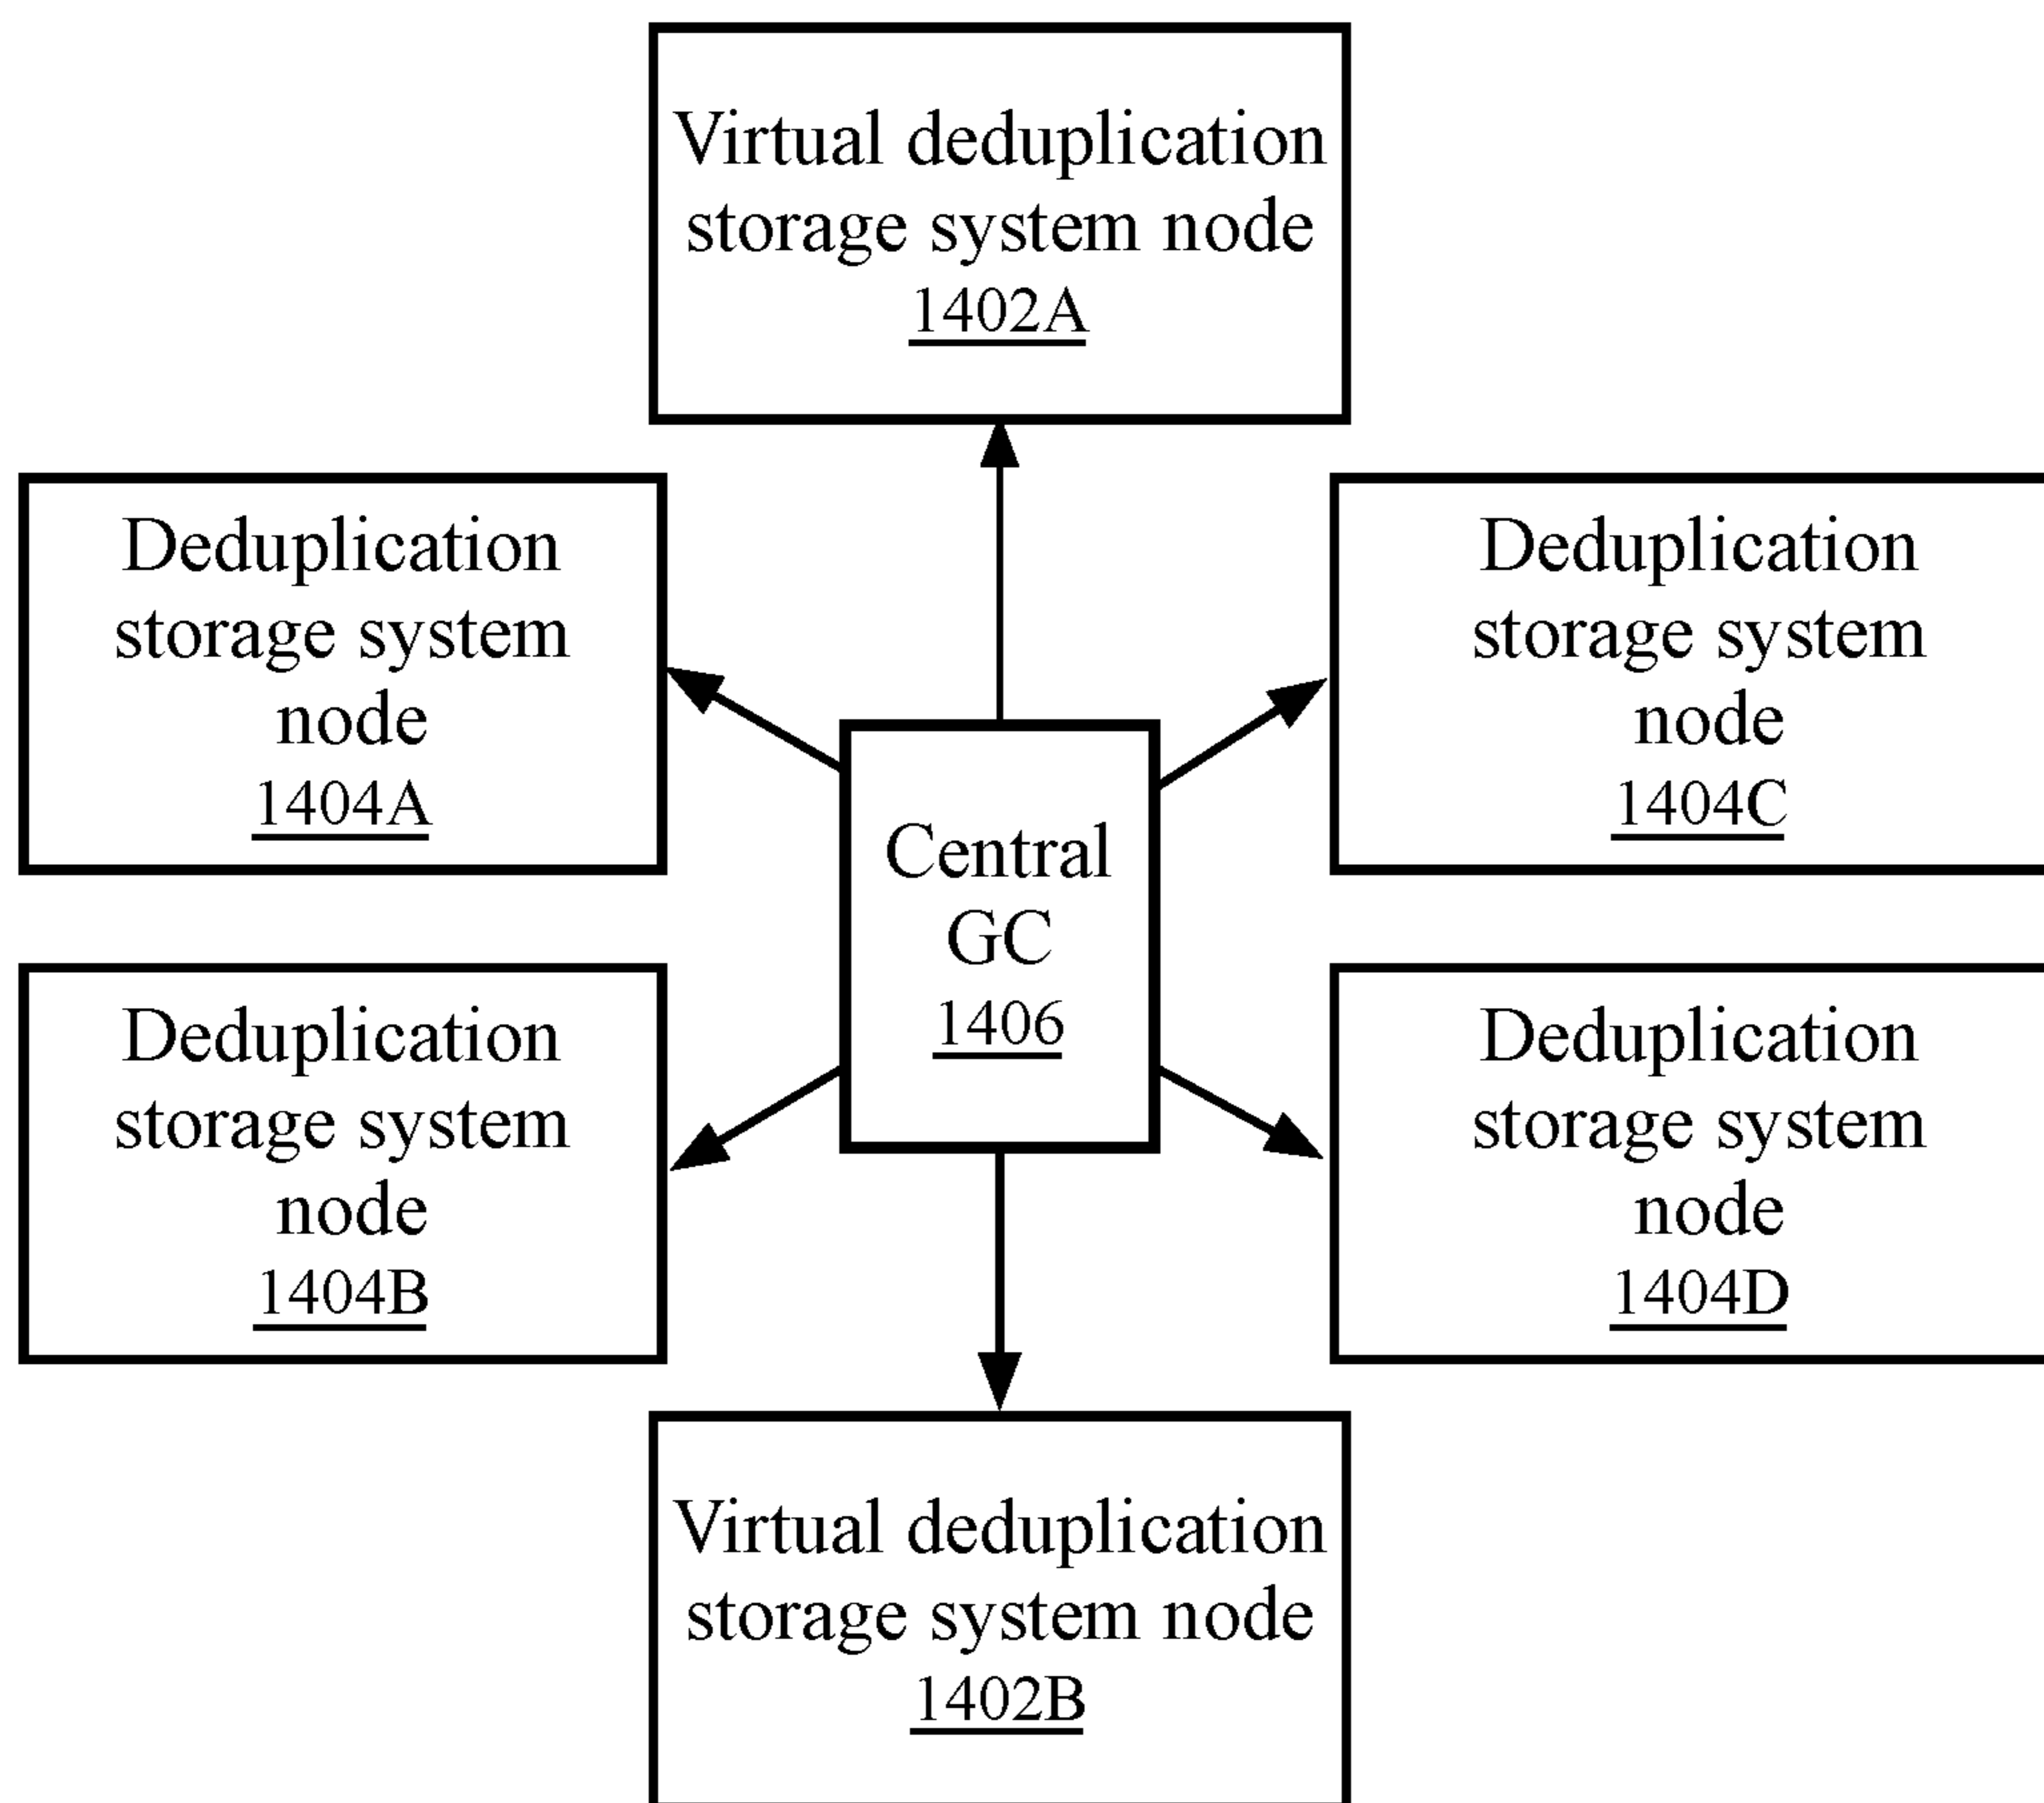 Virtual deduplication
storage system node
1402A
Deduplication
storage system
node
1404A
Deduplication
storage system
node
1404C
Central
GC
1406
Deduplication
storage system
node
1404B
Deduplication
storage system
node
1404D
Virtual deduplication
storage system node
1402B